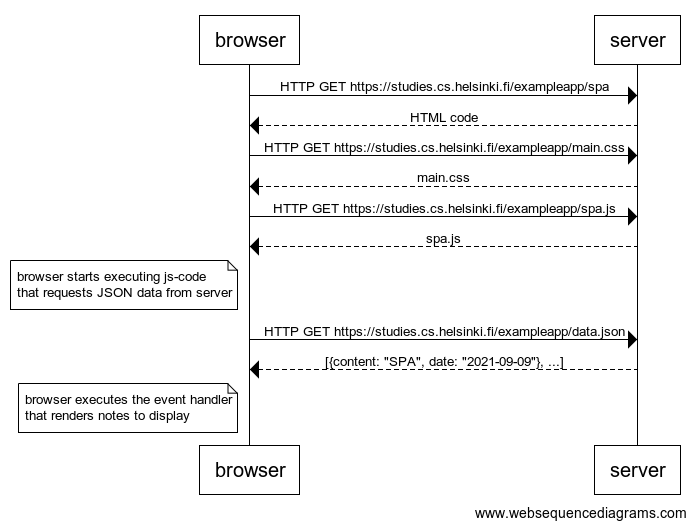 browser
server
HTTP GET https://studies.cs.helsinki.fi/exampleapp/spa
HTML code
HTTP GET https://studies.cs.helsinki.fi/exampleapp/main.css
main.css
HTTP GET https://studies.cs.helsinki.fi/exampleapp/spa.js
spa.js
browser starts executing js-code
that requests JSON data from server
HTTP GET https://studies.cs.helsinki.fi/exampleapp/data.json
[{content: "SPA", date: "2021-09-09"}, ...]
browser executes the event handler
that renders notes to display
browser
server
www.websequencediagrams.com